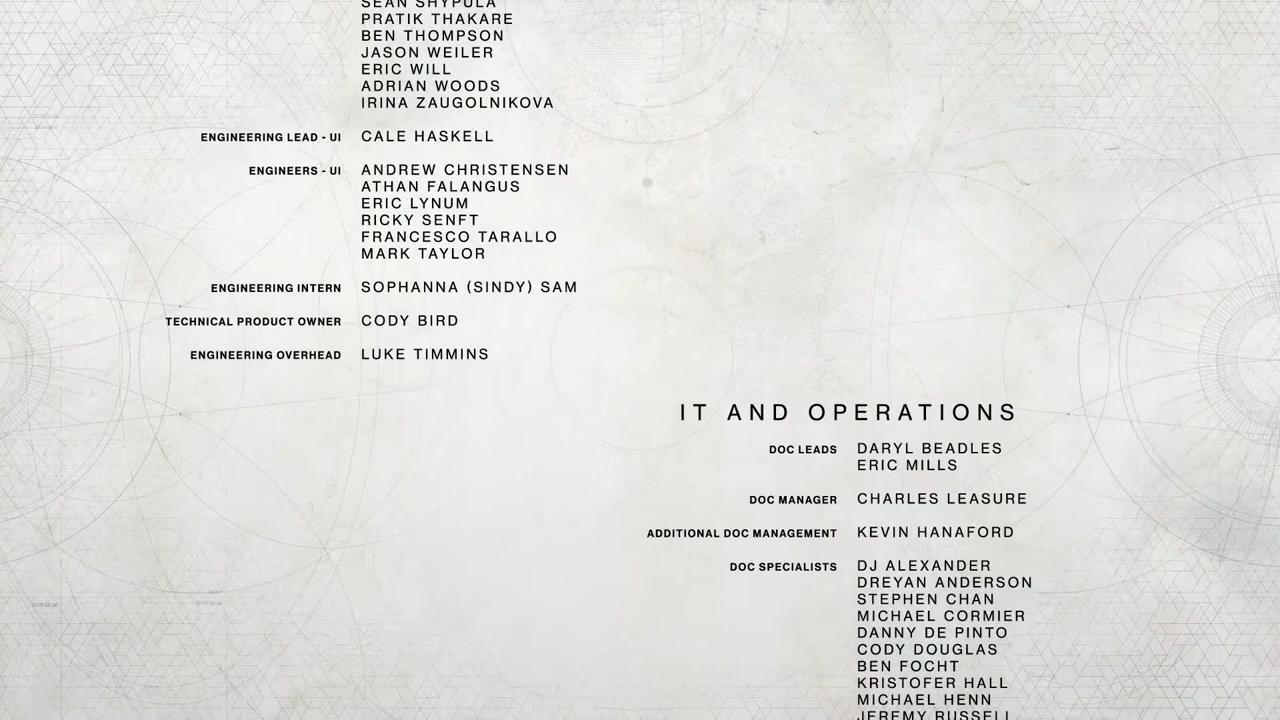 SEAN SHYPULA
PRATIK THAKARE
BEN THOMPSON
JASON WEILER
ERIC WILL
ADRIAN WOODS
IRINA ZAUGOLNIKOVA
ENGINEERING LEAD - UI CALE HASKELL
ENGINEERS - UI ANDREW CHRISTENSEN
ATHAN FALANGUS
ERIC LYNUM
RICKY SENFT
FRANCESCO TARALLO
MARK TAYLOR
ENGINEERING INTERN SOPHANNA (SINDY) SAM
TECHNICAL PRODUCT OWNER CODY BIRD
ENGINEERING OVERHEAD LUKE TIMMINS
IT AND OPERATIONS
DOC LEADS DARYL BEADLES
ERIC MILLS
DOC MANAGER CHARLES LEASURE
ADDITIONAL DOC MANAGEMENT KEVIN HANAFORD
DOC SPECIALISTS DJ ALEXANDER
DREYAN ANDERSON
STEPHEN CHAN
MICHAEL CORMIER
DANNY DE PINTO
CODY DOUGLAS
BEN FOCHT
KRISTOFER HALL
MICHAEL HENN
JEREMY RUSSELL